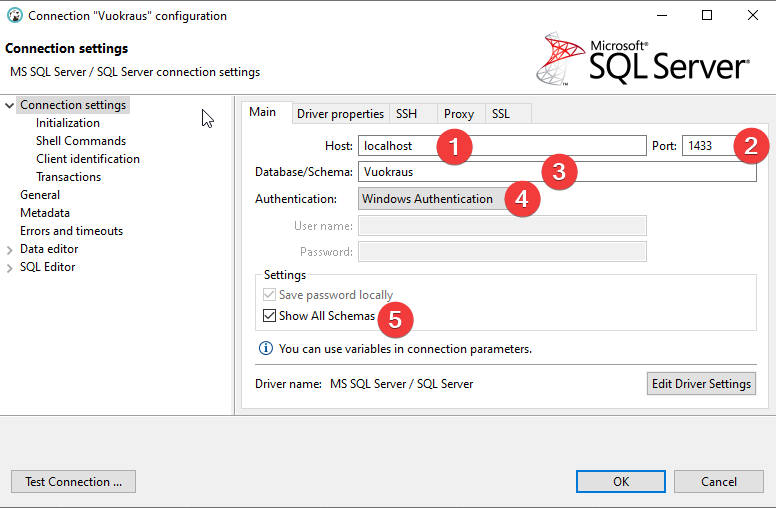 Connection "Vuokraus" configuration
Connection settings
MS SQL Server / SQL Server connection settings
Microsoft®
SQL Server®
Connection settings
Initialization
Shell Commands
Client identification
Transactions
General
Metadata
Errors and timeouts
Data editor
SQL Editor
Main Driver properties SSH Proxy SSL
Host: localhost 1 Port: 1433 2
Database/Schema: Vuokraus 3
Authentication: Windows Authentication 4
User name:
Password:
Settings
Save password locally
Show All Schemas 5
You can use variables in connection parameters.
Driver name: MS SQL Server / SQL Server Edit Driver Settings
Test Connection ... OK Cancel